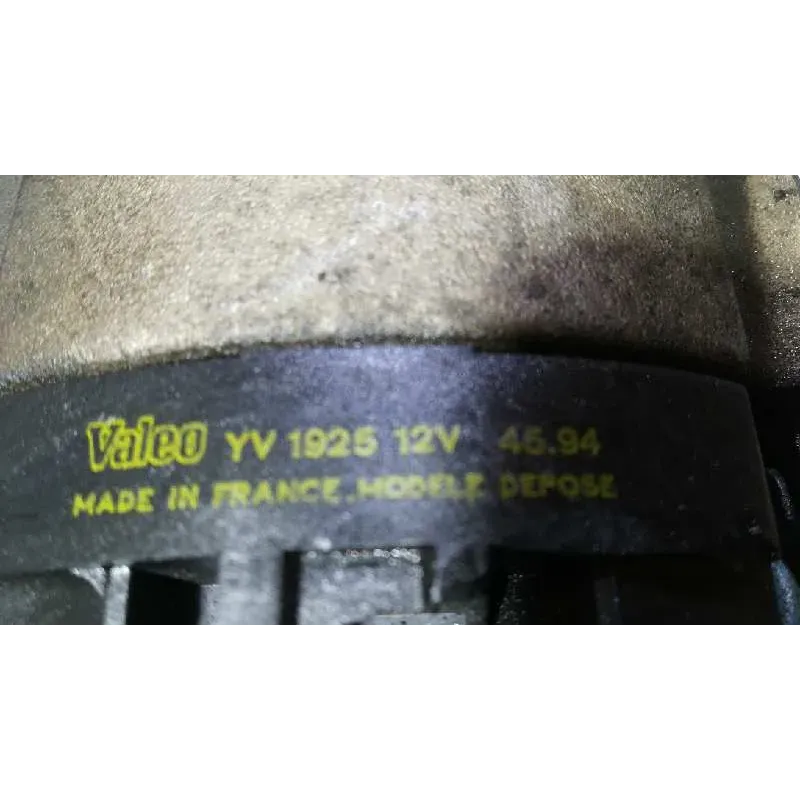 Valeo YV 1925 12V 45.94
MADE IN FRANCE.MODELE DEPOSE